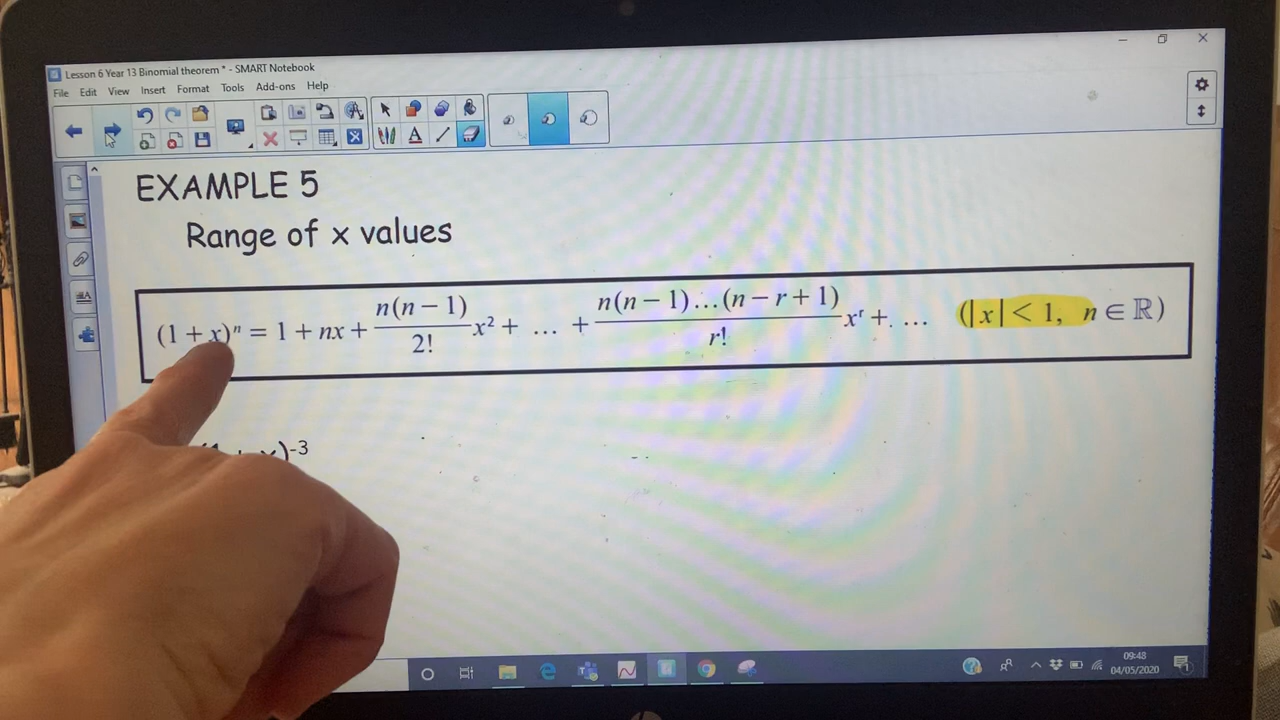 Lesson 6 Year 13 Binomial theorem * - SMART Notebook
File Edit View Insert Format Tools Add-ons Help
EXAMPLE 5
Range of x values
(1 + x)ⁿ = 1 + nx + n(n − 1)/2! x² + … + n(n − 1)…(n − r + 1)/r! xʳ + … (|x| < 1, n ∈ ℝ)
x)⁻³
09:48
04/05/2020